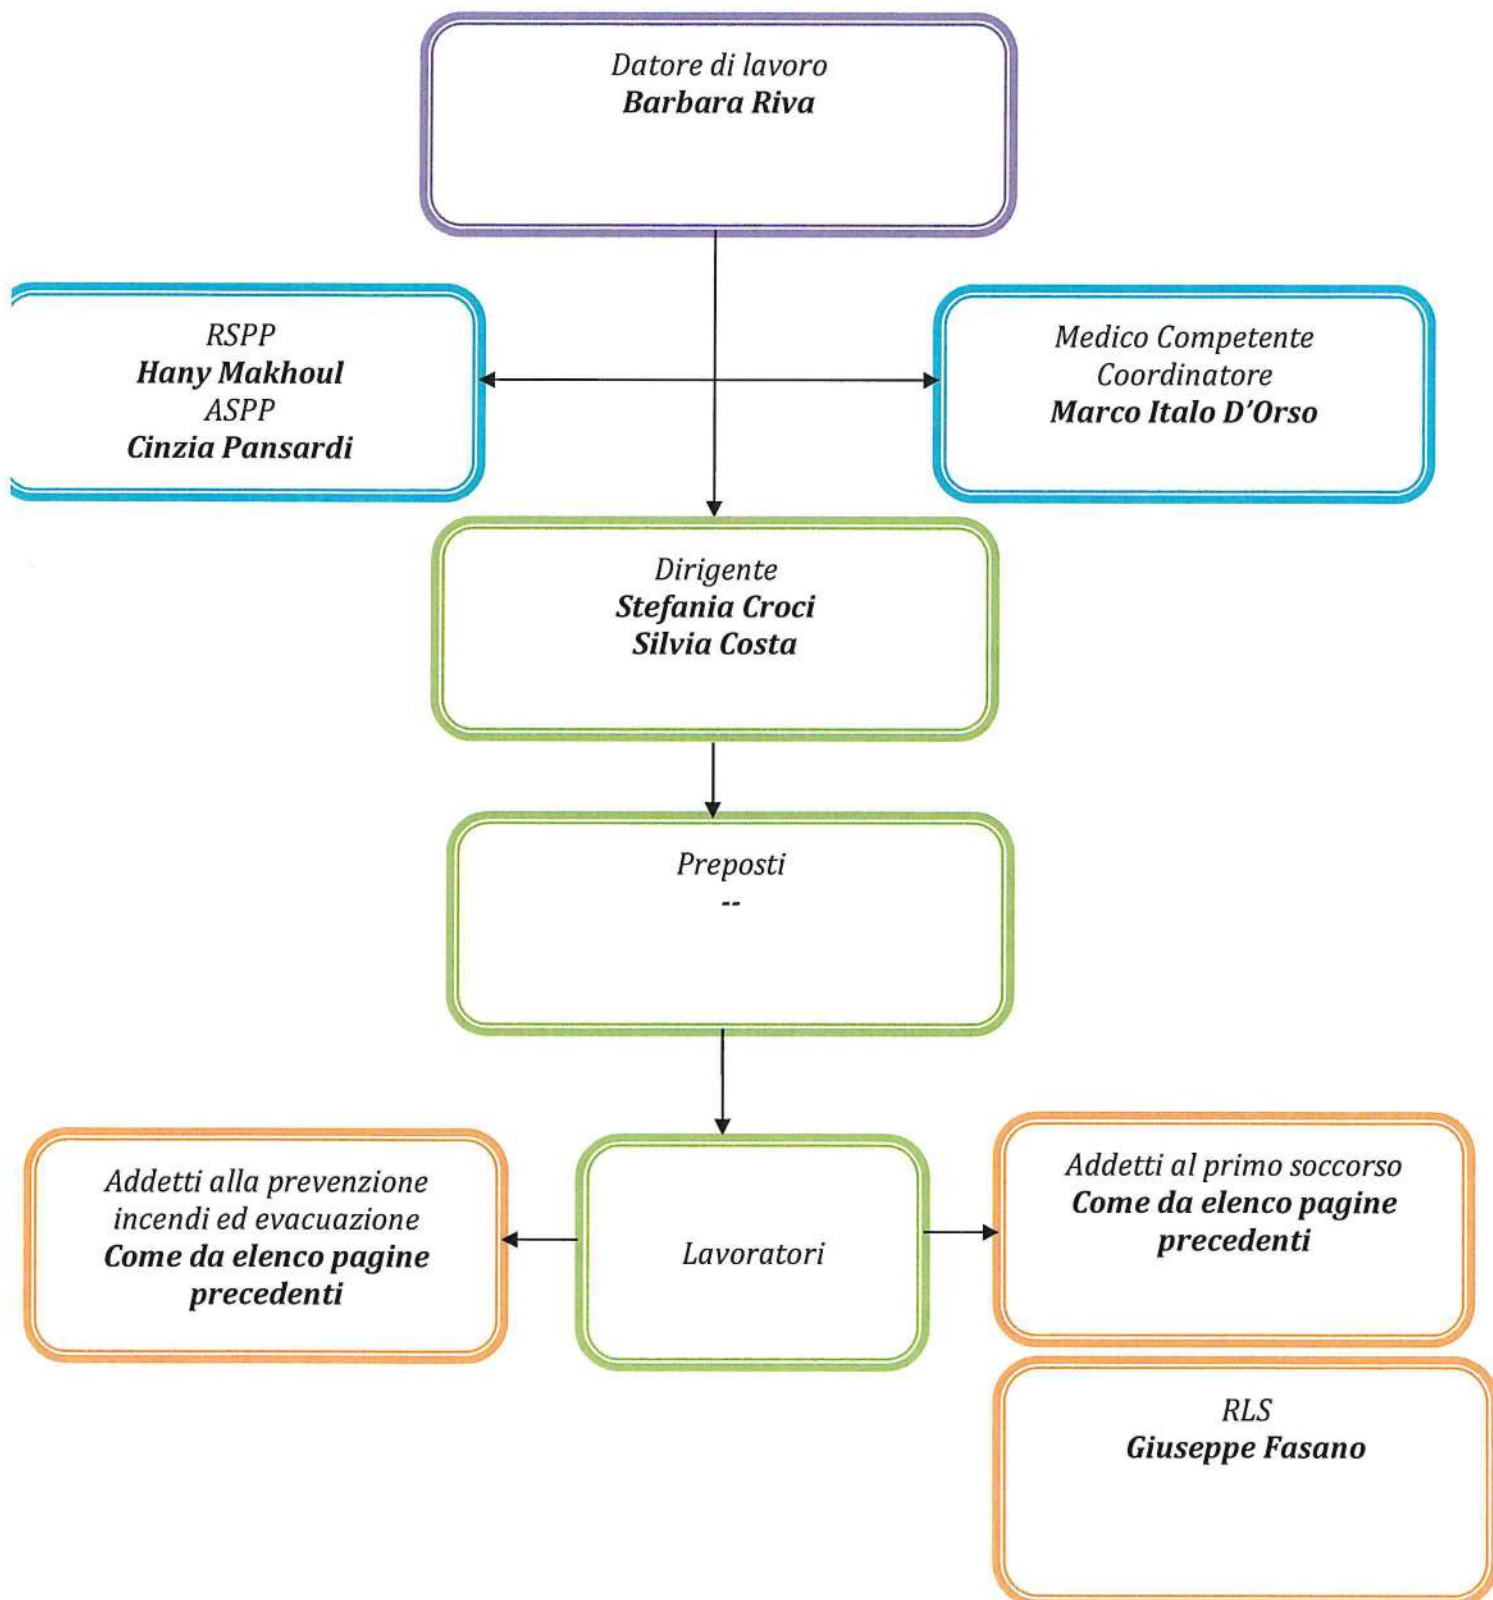 Datore di lavoro
Barbara Riva
RSPP
Hany Makhoul
ASPP
Cinzia Pansardi
Medico Competente
Coordinatore
Marco Italo D'Orso
Dirigente
Stefania Croci
Silvia Costa
Preposti
--
Addetti alla prevenzione
incendi ed evacuazione
Come da elenco pagine
precedenti
Lavoratori
Addetti al primo soccorso
Come da elenco pagine
precedenti
RLS
Giuseppe Fasano